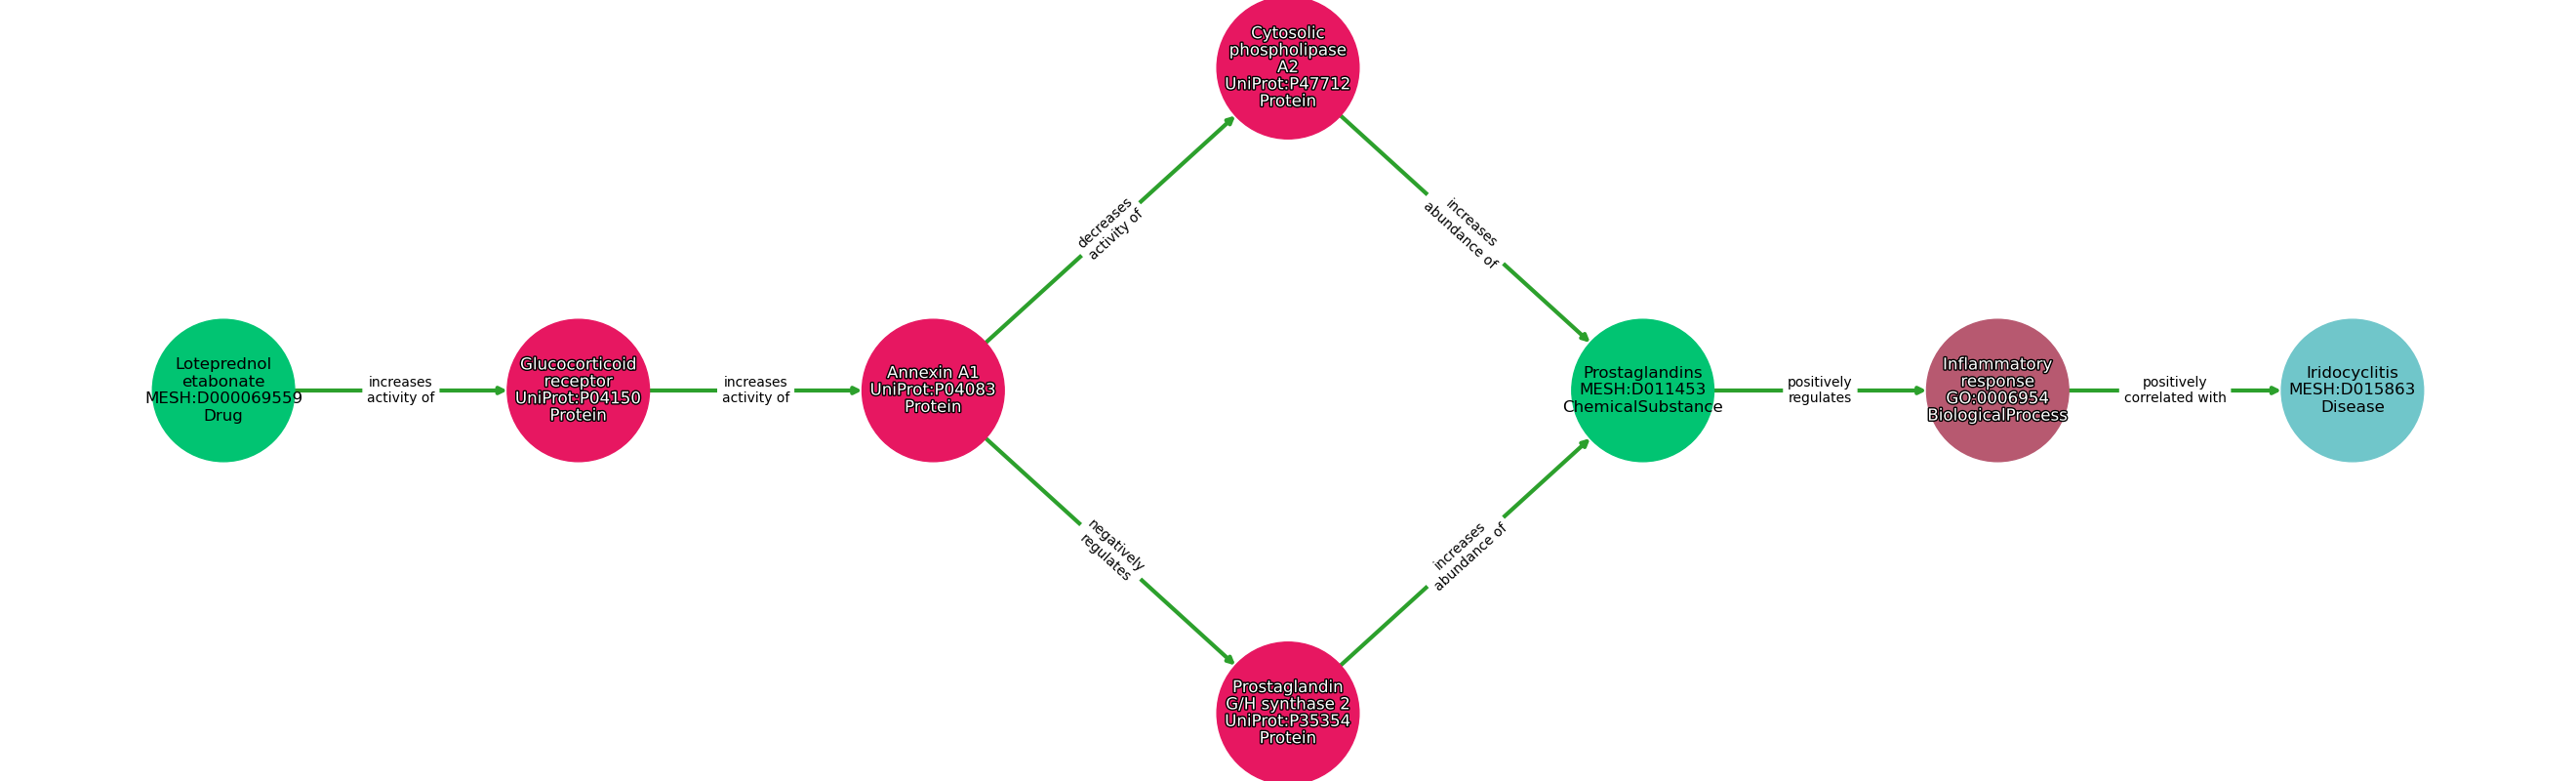 Cytosolic
phospholipase
A2
UniProt:P47712
Protein
decreases
activity of
increases
abundance of
Loteprednol
etabonate
MESH:D000069559
Drug
increases
activity of
Glucocorticoid
receptor
UniProt:P04150
Protein
increases
activity of
Annexin A1
UniProt:P04083
Protein
Prostaglandins
MESH:D011453
ChemicalSubstance
positively
regulates
Inflammatory
response
GO:0006954
BiologicalProcess
positively
correlated with
Iridocyclitis
MESH:D015863
Disease
negatively
regulates
increases
abundance of
Prostaglandin
G/H synthase 2
UniProt:P35354
Protein